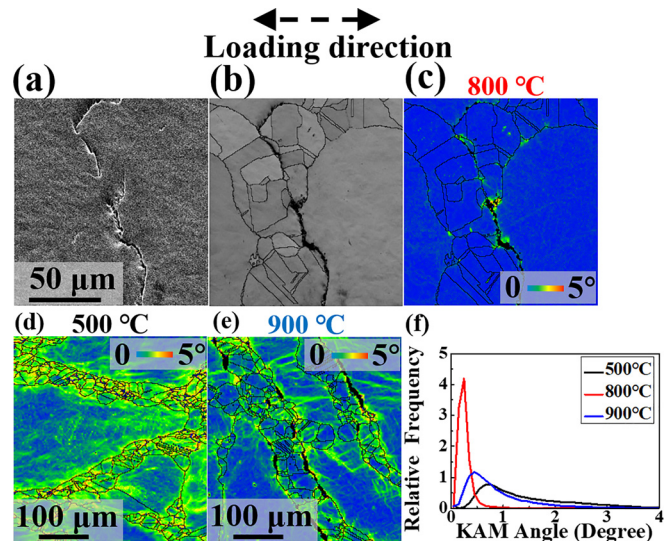 Loading direction
(a) (b) (c) 800 °C
50 μm
0 5°
(d) 500 °C (e) 900 °C (f)
0 5° 0 5°
100 μm 100 μm
Relative Frequency
5
4
3
2
1
0
0 1 2 3 4
KAM Angle (Degree)
500°C
800°C
900°C